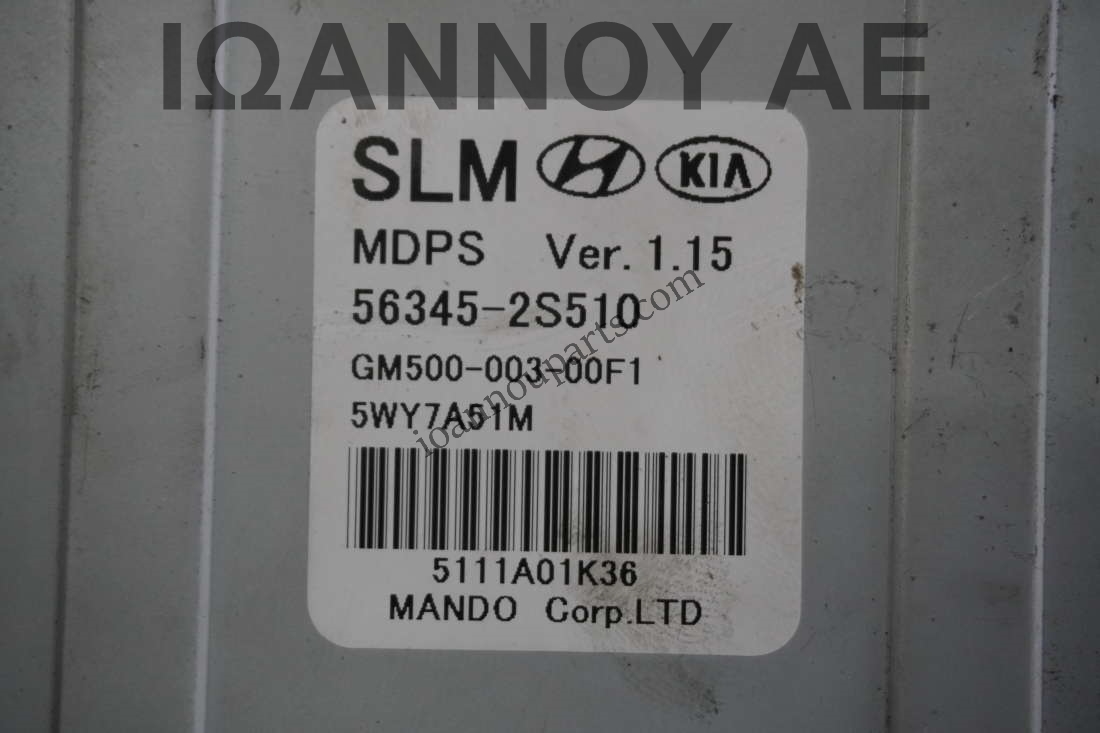 ΙΩΑΝΝΟΥ ΑΕ
SLM KIA
MDPS Ver. 1.15
56345-2S510
GM500-003-00F1
5WY7A51M
ioannouparts.com
5111A01K36
MANDO Corp.LTD